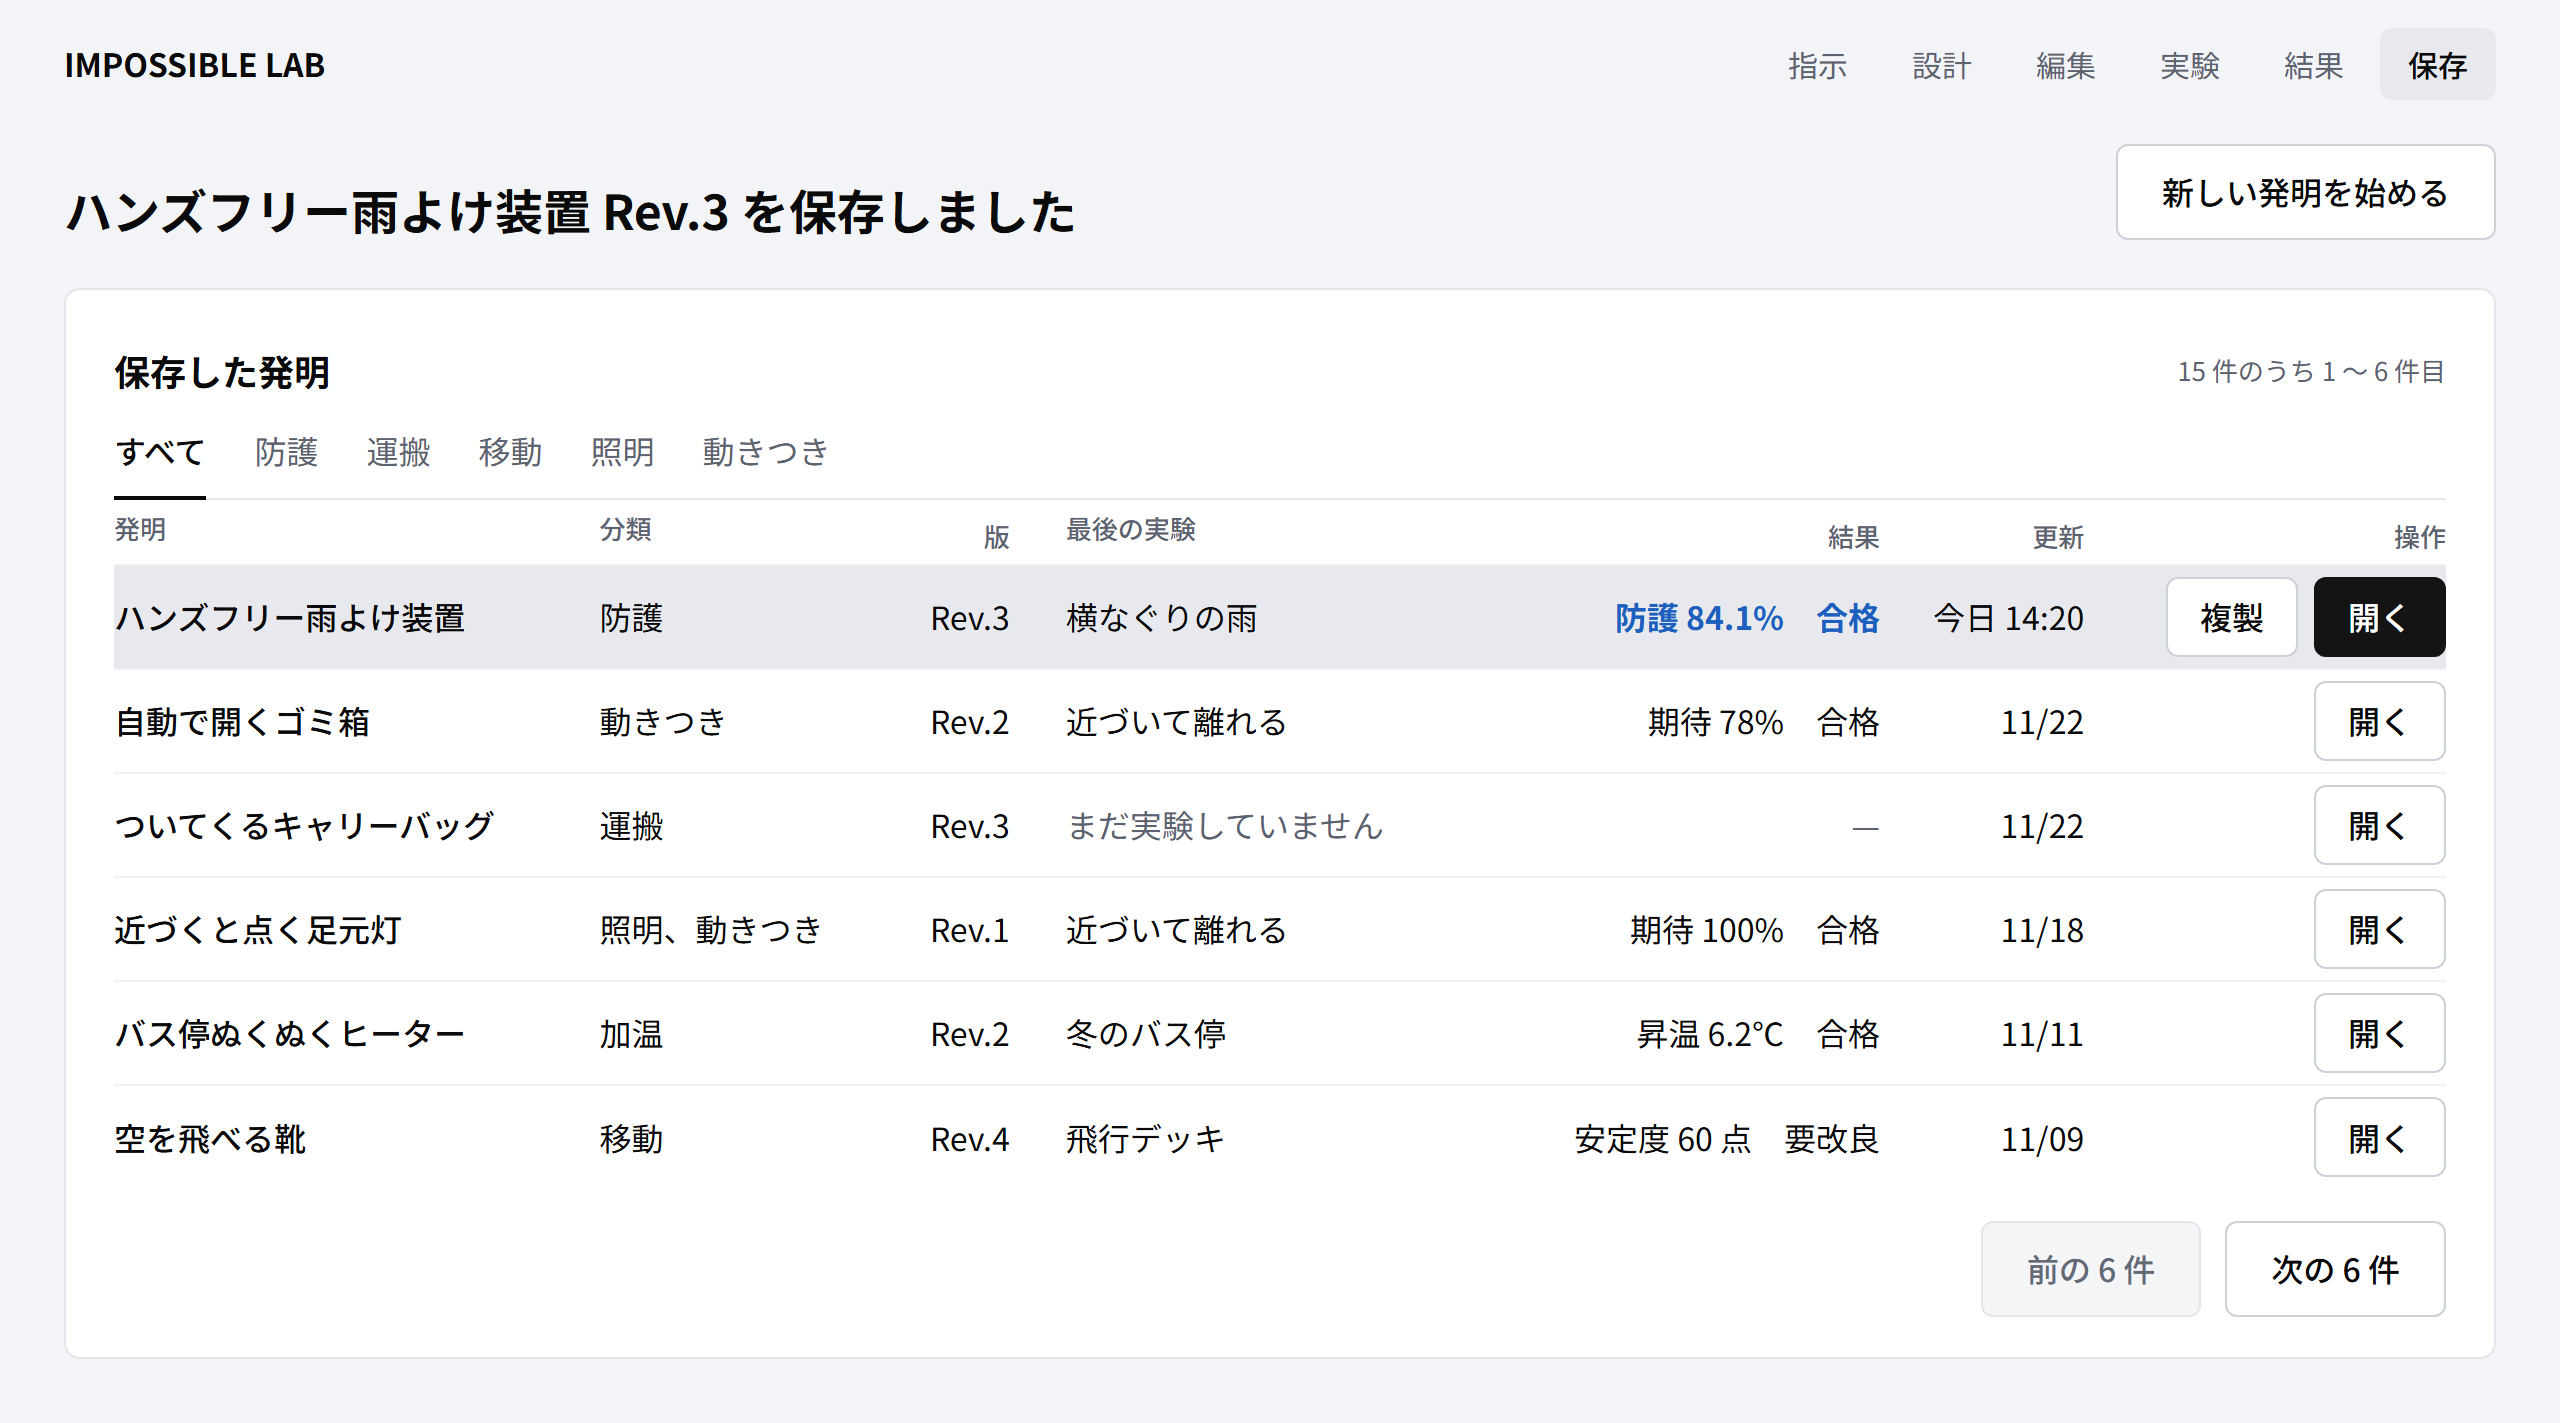 IMPOSSIBLE LAB 指示 設計 編集 実験 結果 保存
ハンズフリー雨よけ装置 Rev.3 を保存しました 新しい発明を始める
保存した発明 15 件のうち 1 〜 6 件目
すべて 防護 運搬 移動 照明 動きつき
発明 分類 版 最後の実験 結果 更新 操作
ハンズフリー雨よけ装置 防護 Rev.3 横なぐりの雨 防護 84.1% 合格 今日 14:20 複製 開く
自動で開くゴミ箱 動きつき Rev.2 近づいて離れる 期待 78% 合格 11/22 開く
ついてくるキャリーバッグ 運搬 Rev.3 まだ実験していません — 11/22 開く
近づくと点く足元灯 照明、動きつき Rev.1 近づいて離れる 期待 100% 合格 11/18 開く
バス停ぬくぬくヒーター 加温 Rev.2 冬のバス停 昇温 6.2°C 合格 11/11 開く
空を飛べる靴 移動 Rev.4 飛行デッキ 安定度 60 点 要改良 11/09 開く
前の 6 件 次の 6 件